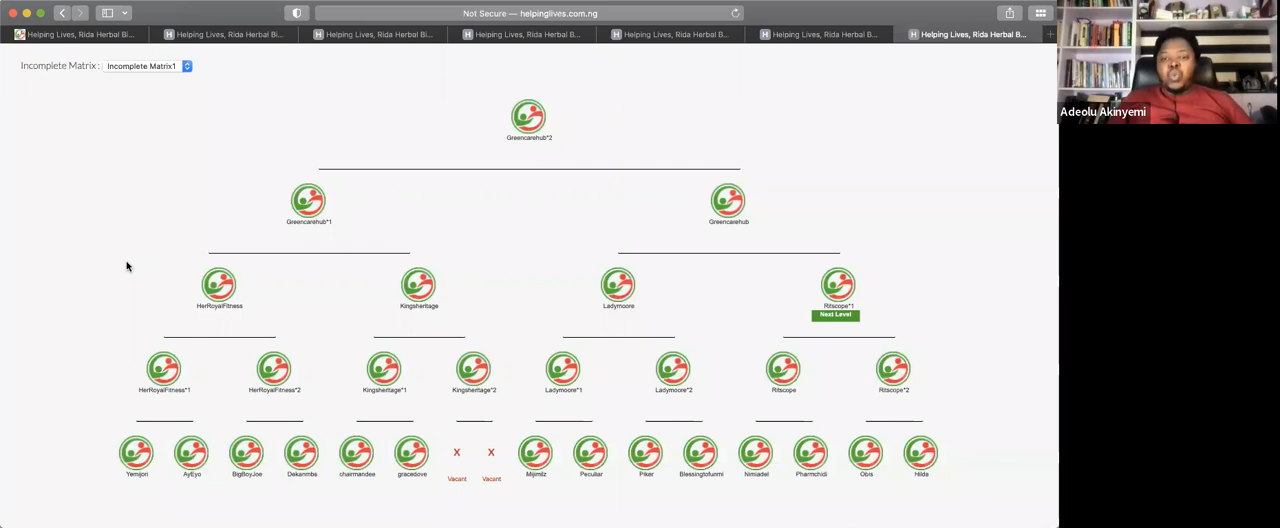 Not Secure — helpinglives.com.ng
Helping Lives, Rida Herbal Bi...
Helping Lives, Rida Herbal Bi...
Helping Lives, Rida Herbal B...
Helping Lives, Rida Herbal B...
Helping Lives, Rida Herbal B...
Helping Lives, Rida Herbal B...
Helping Lives, Rida Herbal B...
Incomplete Matrix : Incomplete Matrix1
Adeolu Akinyemi
Greencarehub*2
Greencarehub*1
Greencarehub
HerRoyalFitness
Kingsheritage
Ladymoore
Ritscope*1
Next Level
HerRoyalFitness*1
HerRoyalFitness*2
Kingsheritage*1
Kingsheritage*2
Ladymoore*1
Ladymoore*2
Ritscope
Ritscope*2
X
X
Yemijori
AyEyo
BigBoyJoe
Dekanmbs
chairmandee
gracedove
Vacant
Vacant
Mijimilz
Peculiar
Piker
Blessingtofunmi
Nimiadel
Pharmchidi
Obis
Hilda